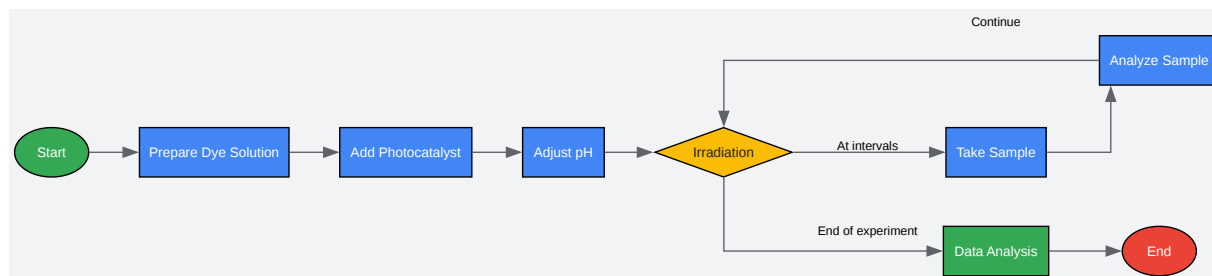 Continue
Analyze Sample
Start
Prepare Dye Solution
Add Photocatalyst
Adjust pH
Irradiation
At intervals
Take Sample
End of experiment
Data Analysis
End